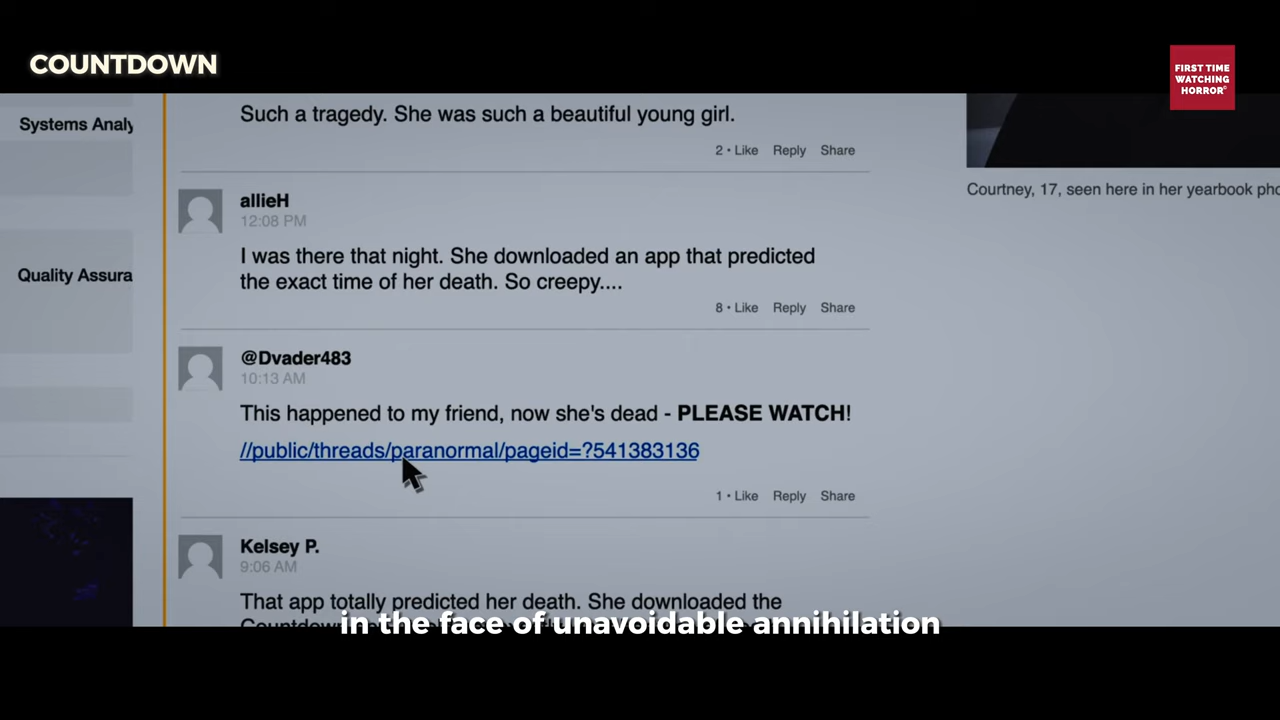 COUNTDOWN
FIRST TIME
WATCHING
HORROR©
Systems Analy
Quality Assura
Such a tragedy. She was such a beautiful young girl.
2 • Like Reply Share
allieH
12:08 PM
I was there that night. She downloaded an app that predicted
the exact time of her death. So creepy....
8 • Like Reply Share
@Dvader483
10:13 AM
This happened to my friend, now she's dead - PLEASE WATCH!
//public/threads/paranormal/pageid=?541383136
1 • Like Reply Share
Kelsey P.
9:06 AM
That app totally predicted her death. She downloaded the
Countdow
Courtney, 17, seen here in her yearbook pho
in the face of unavoidable annihilation